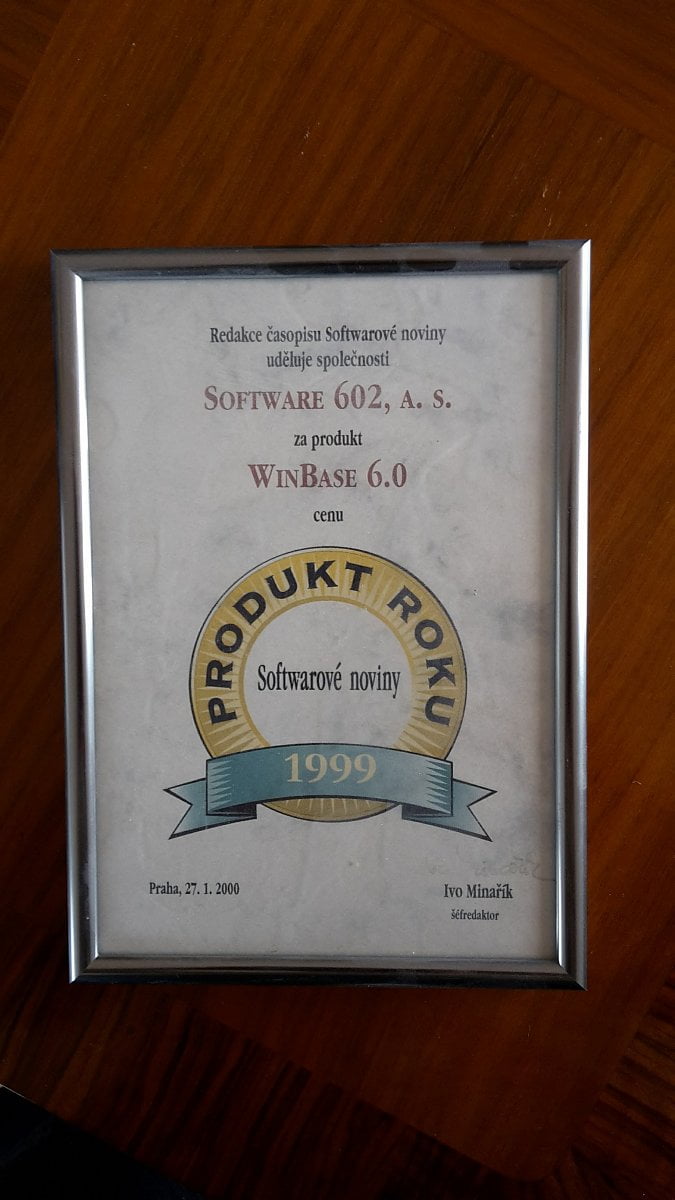 Redakce časopisu Softwarové noviny
uděluje společnosti
SOFTWARE 602, A. S.
za produkt
WINBASE 6.0
cenu
PRODUKT ROKU
Softwarové noviny
1999
Praha, 27. 1. 2000
Ivo Minařík
šéfredaktor